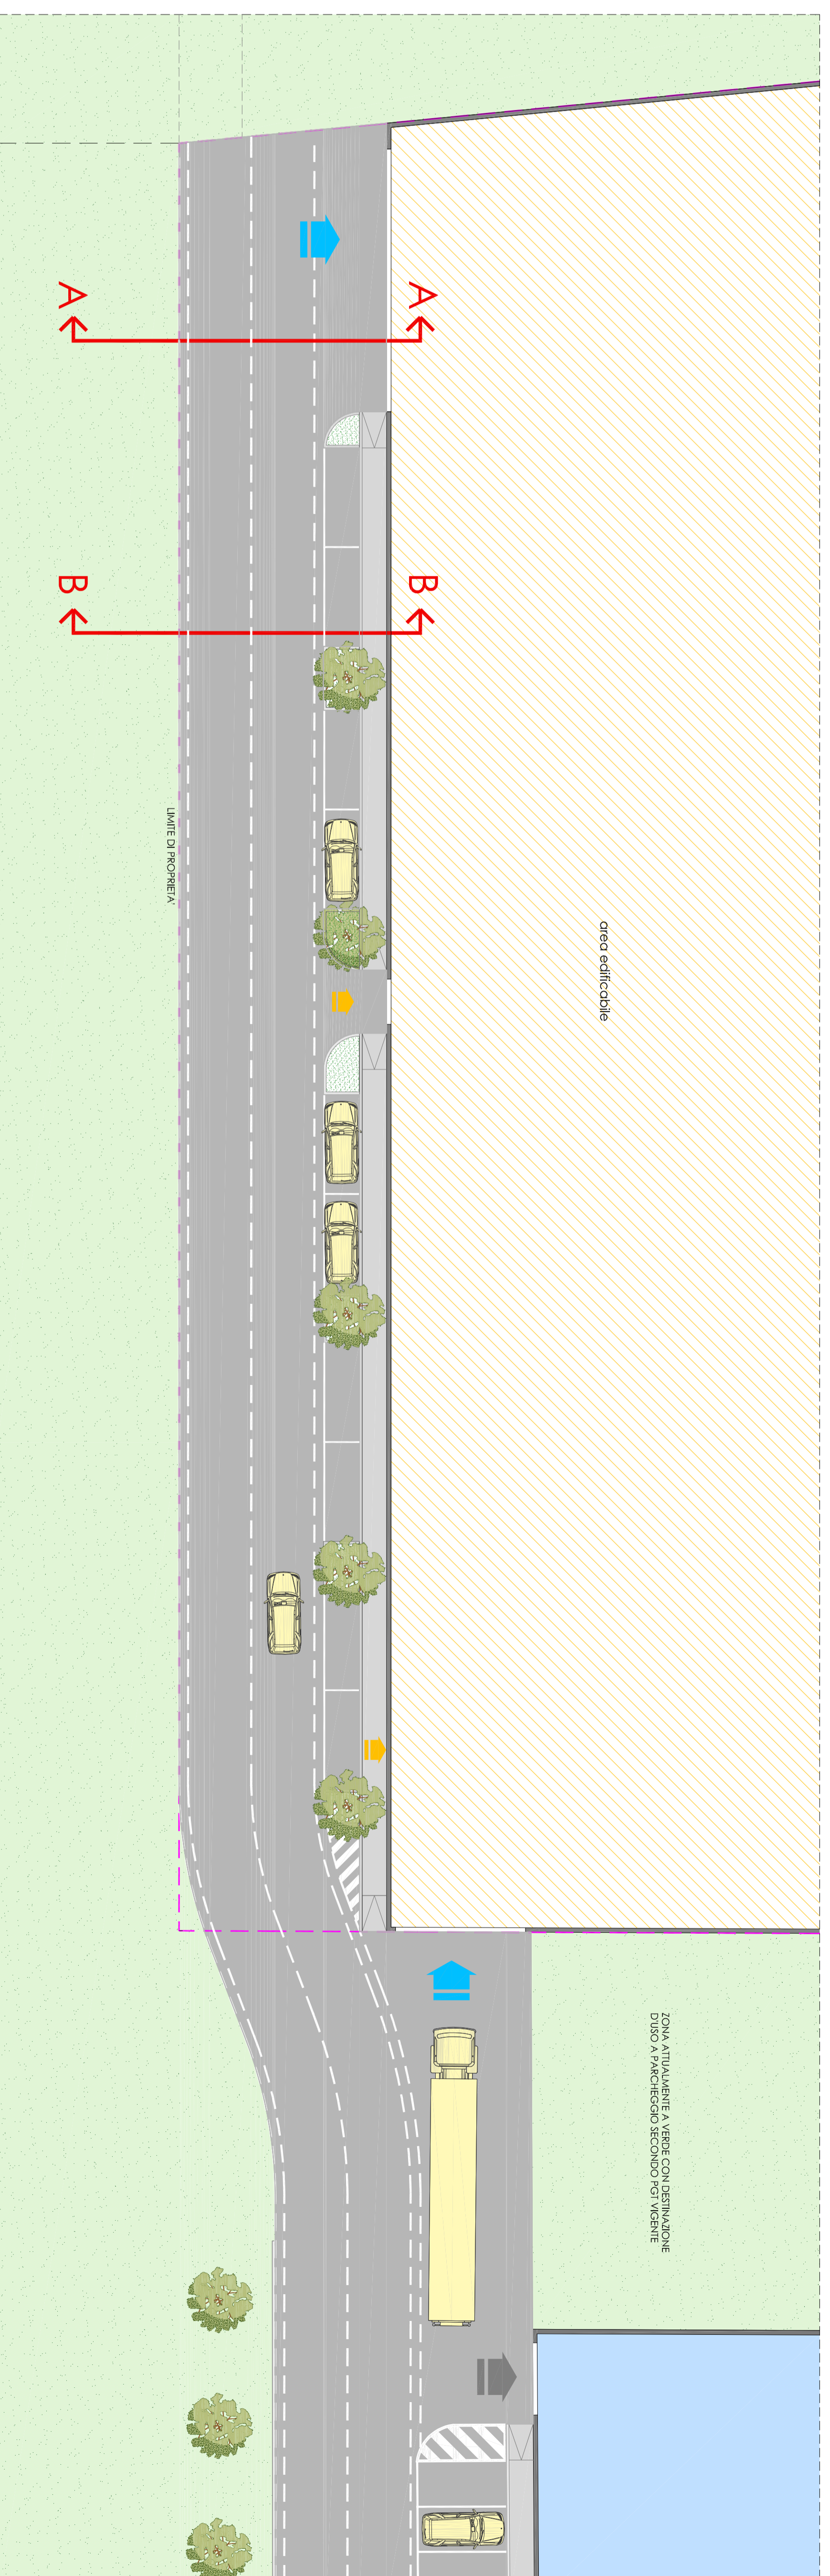 A
A
B
B
LIMITE DI PROPRIETA'
area edificabile
ZONA ATTUALMENTE A VERDE CON DESTINAZIONE
D'USO A PARCHEGGIO SECONDO PGT VIGENTE